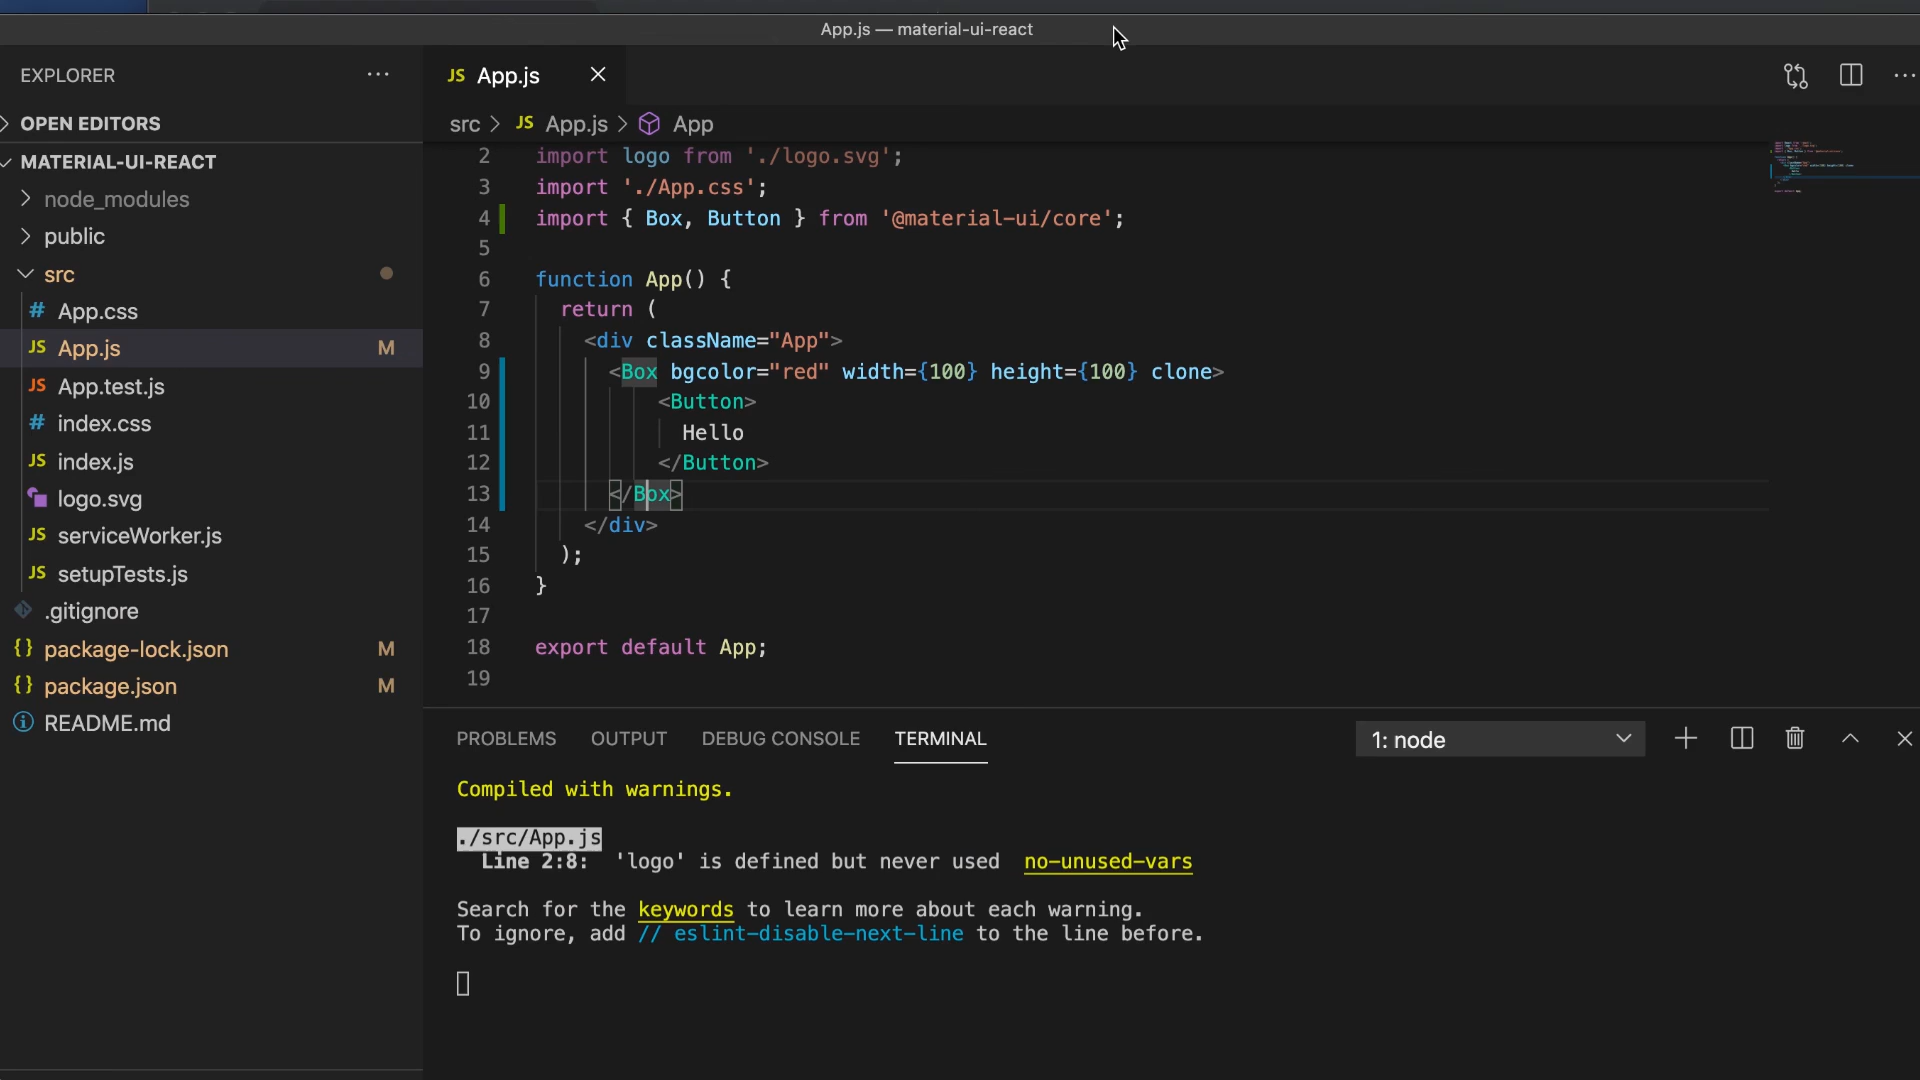 App.js — material-ui-react
EXPLORER
OPEN EDITORS
MATERIAL-UI-REACT
node_modules
public
src
# App.css
JS App.js M
JS App.test.js
# index.css
JS index.js
logo.svg
JS serviceWorker.js
JS setupTests.js
.gitignore
{} package-lock.json M
{} package.json M
README.md
JS App.js
src > JS App.js > App
2 import logo from './logo.svg';
3 import './App.css';
4 import { Box, Button } from '@material-ui/core';
5
6 function App() {
7 return (
8 <div className="App">
9 <Box bgcolor="red" width={100} height={100} clone>
10 <Button>
11 Hello
12 </Button>
13 </Box>
14 </div>
15 );
16 }
17
18 export default App;
19
PROBLEMS OUTPUT DEBUG CONSOLE TERMINAL 1: node
Compiled with warnings.
./src/App.js
Line 2:8: 'logo' is defined but never used no-unused-vars
Search for the keywords to learn more about each warning.
To ignore, add // eslint-disable-next-line to the line before.